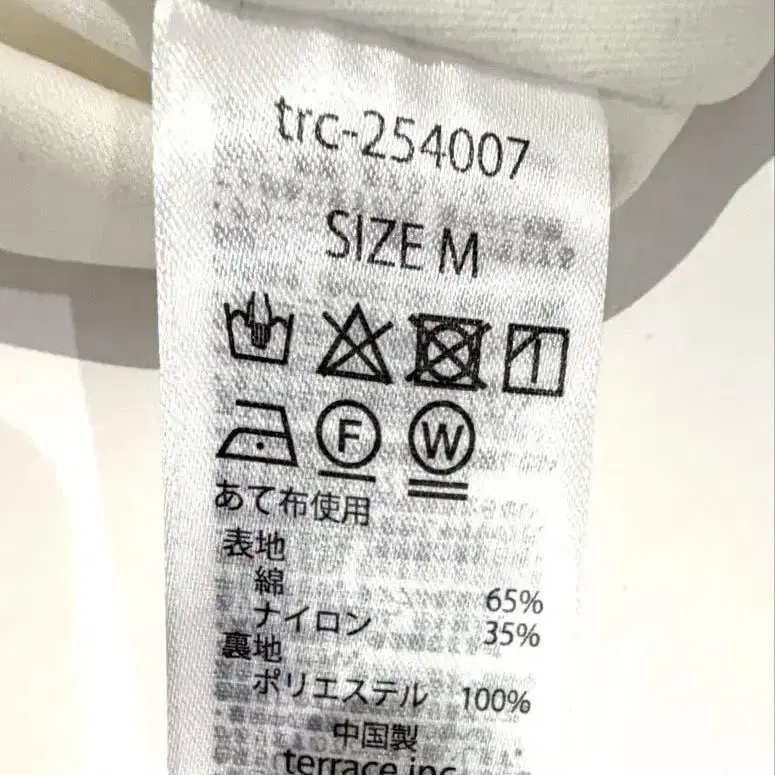 trc-254007
SIZE M
F W
あて布使用
表地
綿 65%
ナイロン 35%
裏地
ポリエステル 100%
中国製
terrace inc